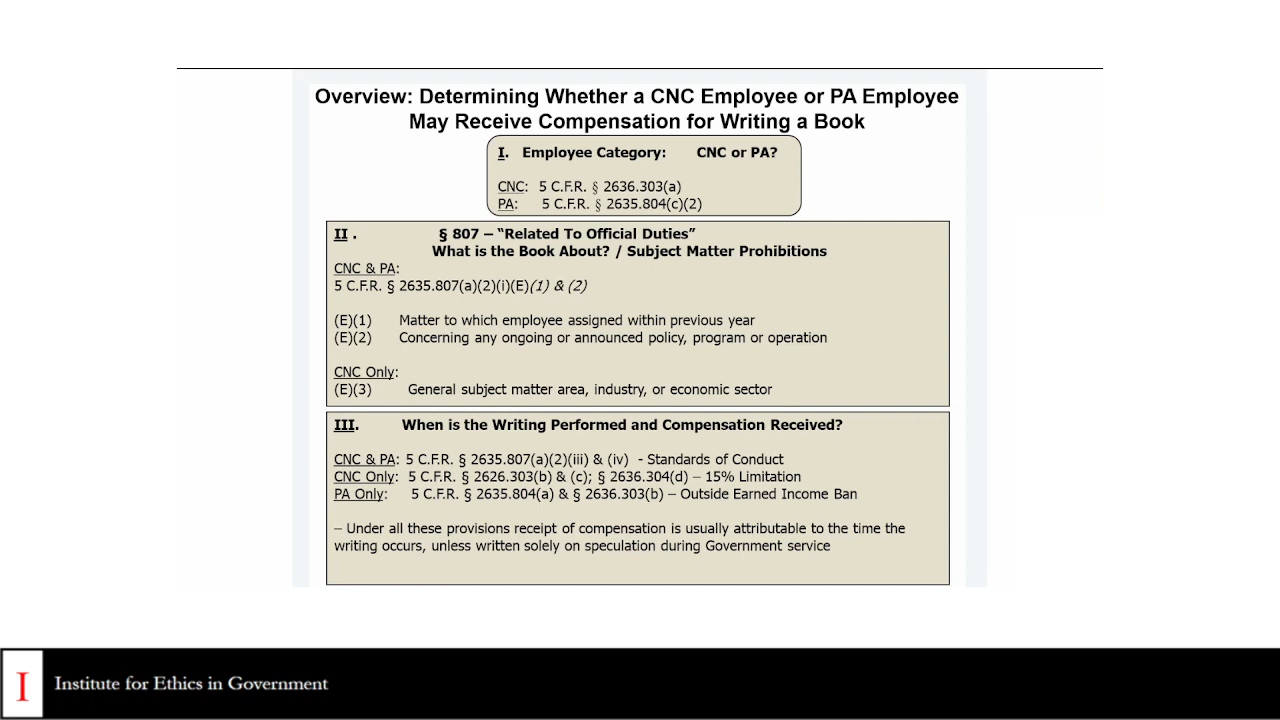 Overview: Determining Whether a CNC Employee or PA Employee
May Receive Compensation for Writing a Book
I. Employee Category: CNC or PA?
CNC: 5 C.F.R. § 2636.303(a)
PA: 5 C.F.R. § 2635.804(c)(2)
II . § 807 – “Related To Official Duties”
What is the Book About? / Subject Matter Prohibitions
CNC & PA:
5 C.F.R. § 2635.807(a)(2)(i)(E)(1) & (2)
(E)(1) Matter to which employee assigned within previous year
(E)(2) Concerning any ongoing or announced policy, program or operation
CNC Only:
(E)(3) General subject matter area, industry, or economic sector
III. When is the Writing Performed and Compensation Received?
CNC & PA: 5 C.F.R. § 2635.807(a)(2)(iii) & (iv) - Standards of Conduct
CNC Only: 5 C.F.R. § 2626.303(b) & (c); § 2636.304(d) – 15% Limitation
PA Only: 5 C.F.R. § 2635.804(a) & § 2636.303(b) – Outside Earned Income Ban
– Under all these provisions receipt of compensation is usually attributable to the time the
writing occurs, unless written solely on speculation during Government service
I Institute for Ethics in Government